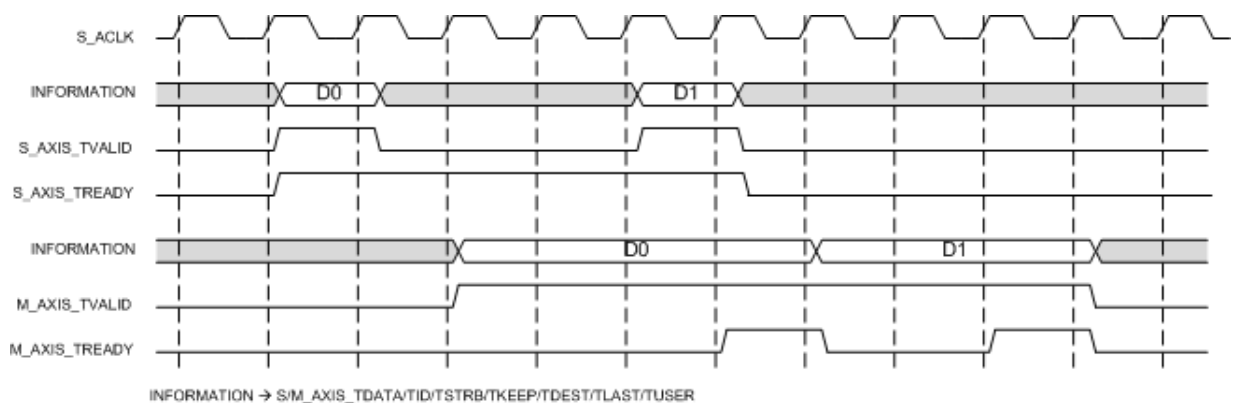 S_ACLK
INFORMATION D0 D1
S_AXIS_TVALID
S_AXIS_TREADY
INFORMATION D0 D1
M_AXIS_TVALID
M_AXIS_TREADY
INFORMATION → S/M_AXIS_TDATA/TID/TSTRB/TKEEP/TDEST/TLAST/TUSER